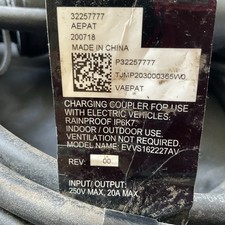 32257777
AEPAT
200718
MADE IN CHINA
P32257777
TJMP203000365W0
VAEPAT
CHARGING COUPLER FOR USE
WITH ELECTRIC VEHICLES.
RAINPROOF IP6K7
INDOOR / OUTDOOR USE.
VENTILATION NOT REQUIRED.
MODEL NAME: EVVS162227AV
REV: 00
INPUT/OUTPUT:
250V MAX, 20A MAX.